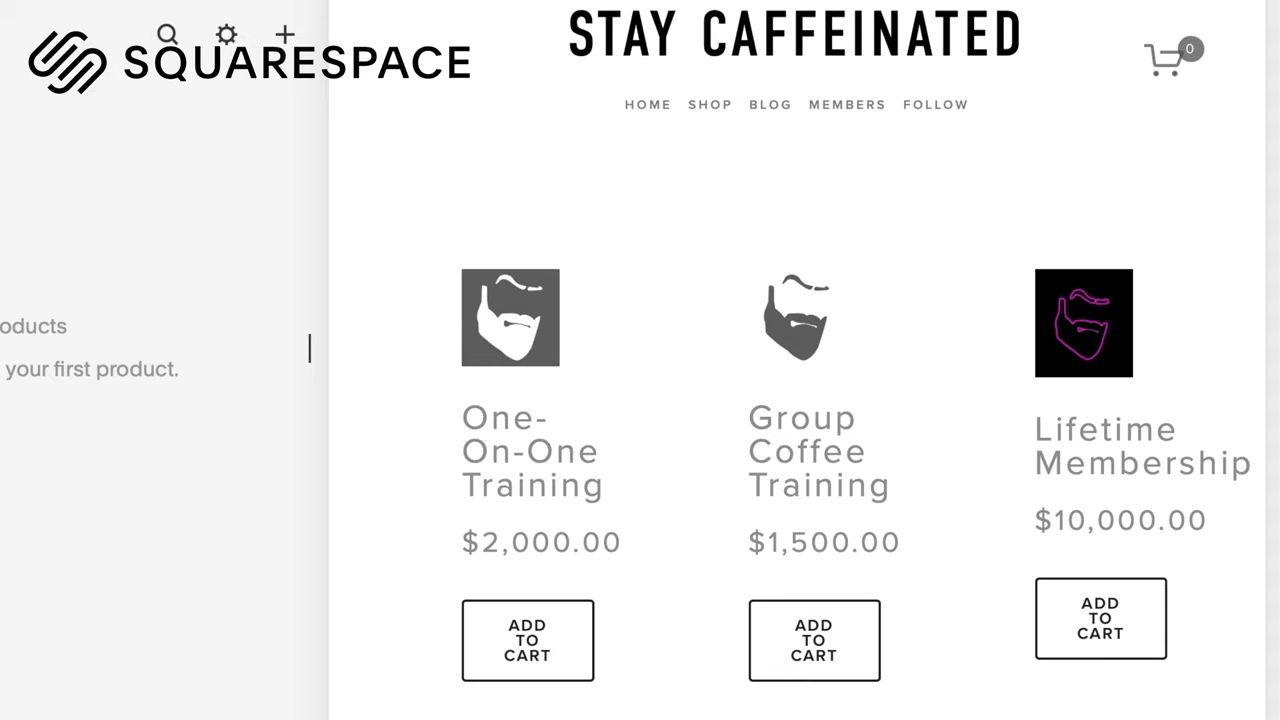 SQUARESPACE
STAY CAFFEINATED
0
HOME SHOP BLOG MEMBERS FOLLOW
oducts
your first product.
One-
On-One
Training
$2,000.00
ADD
TO
CART
Group
Coffee
Training
$1,500.00
ADD
TO
CART
Lifetime
Membership
$10,000.00
ADD
TO
CART